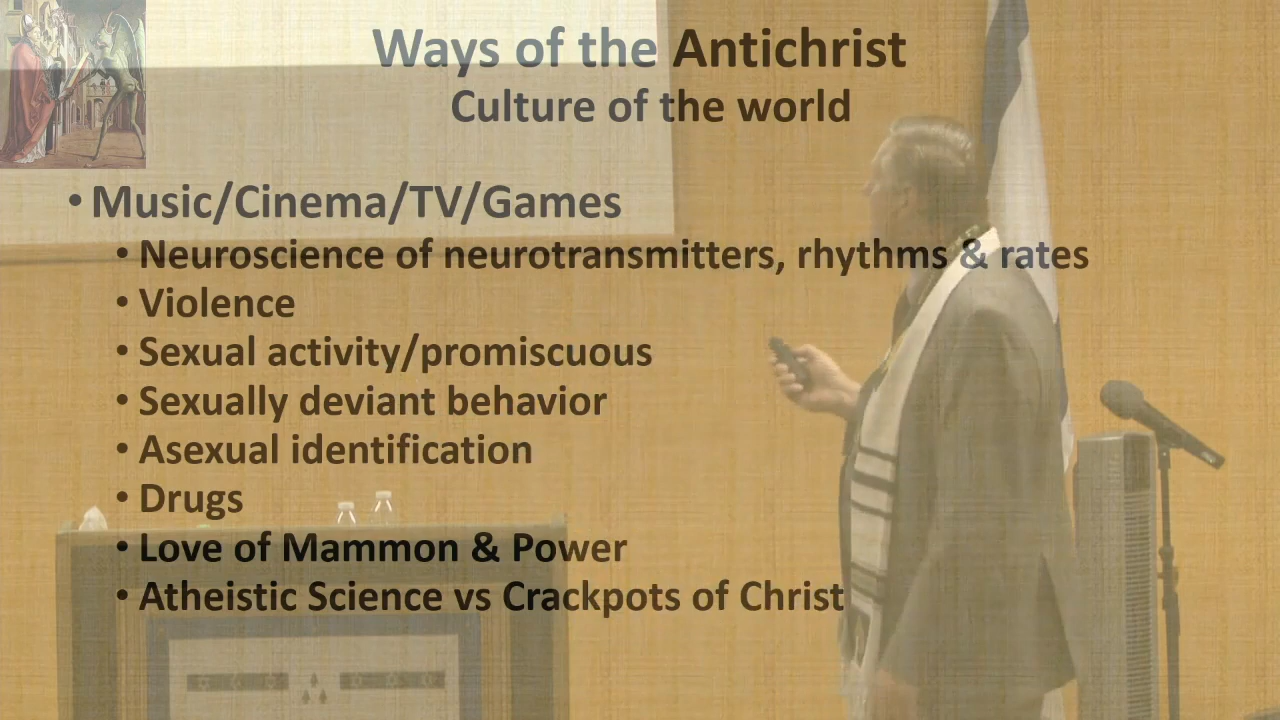 Ways of the Antichrist
Culture of the world
• Music/Cinema/TV/Games
• Neuroscience of neurotransmitters, rhythms & rates
• Violence
• Sexual activity/promiscuous
• Sexually deviant behavior
• Asexual identification
• Drugs
• Love of Mammon & Power
• Atheistic Science vs Crackpots of Christ